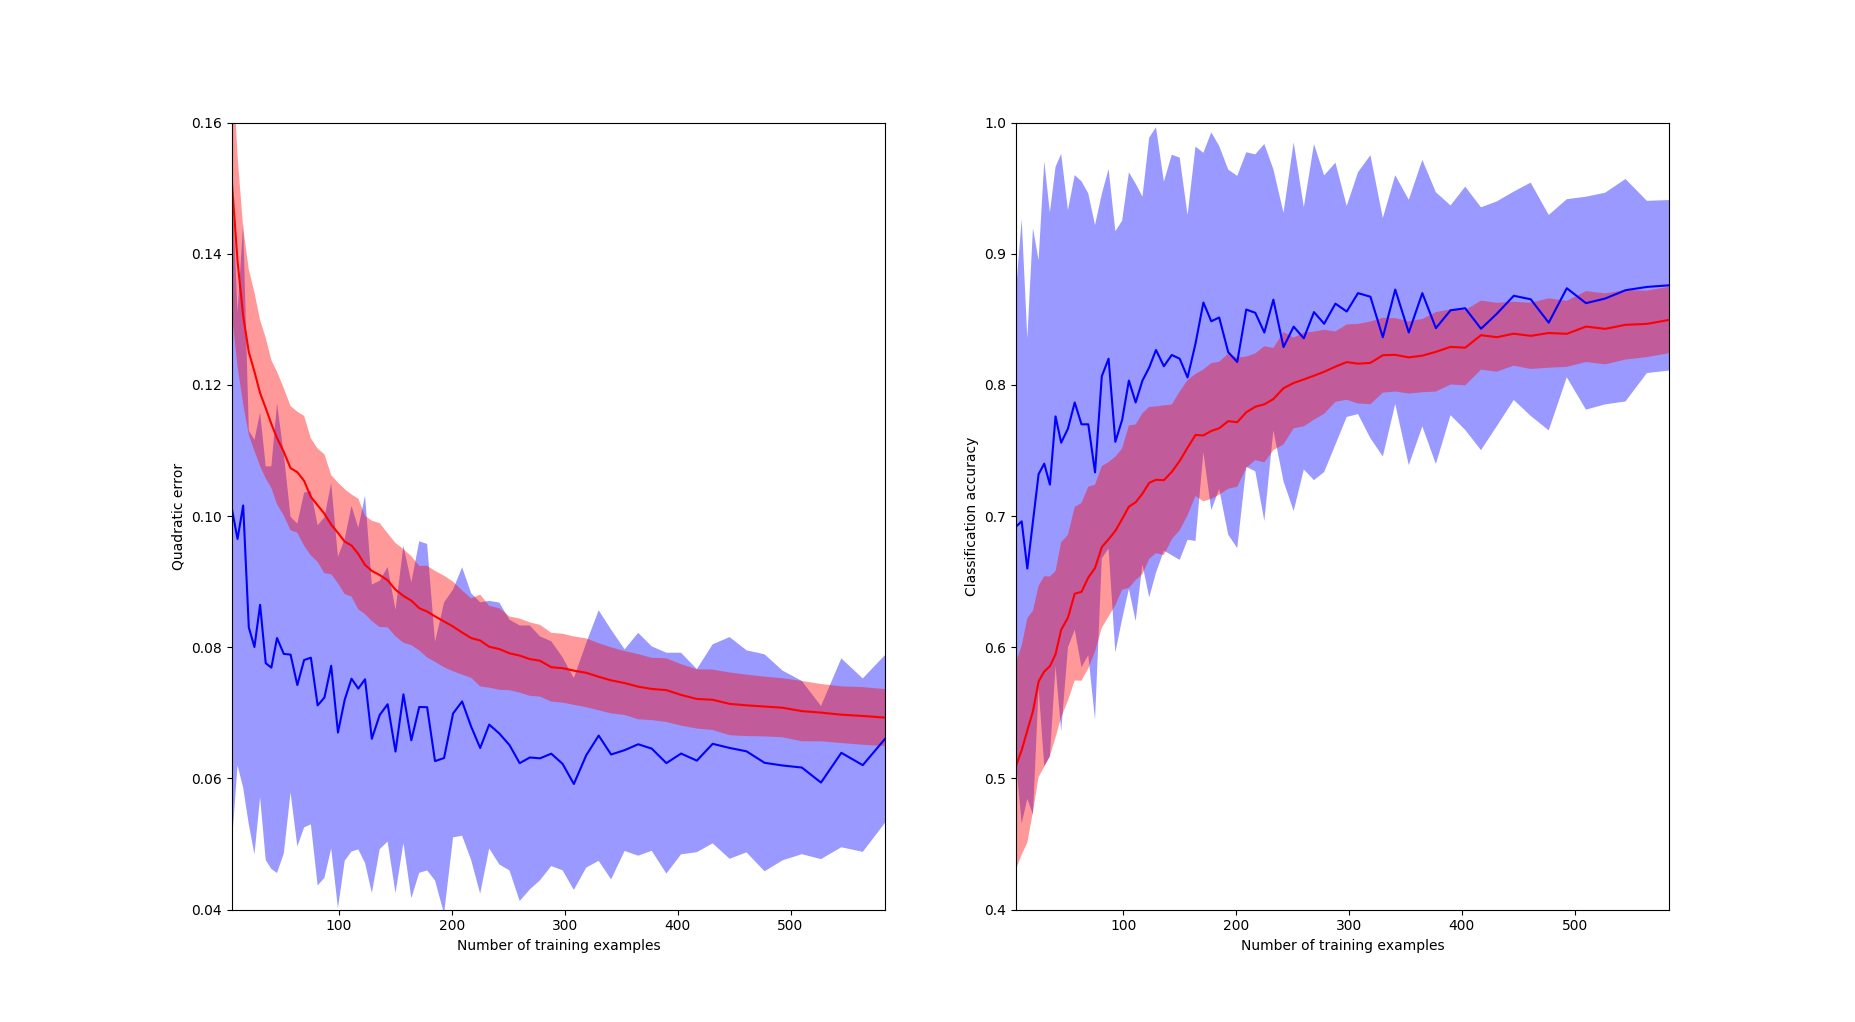 0.16
0.14
0.12
0.10
0.08
0.06
0.04
Quadratic error
100 200 300 400 500
Number of training examples
1.0
0.9
0.8
0.7
0.6
0.5
0.4
Classification accuracy
100 200 300 400 500
Number of training examples